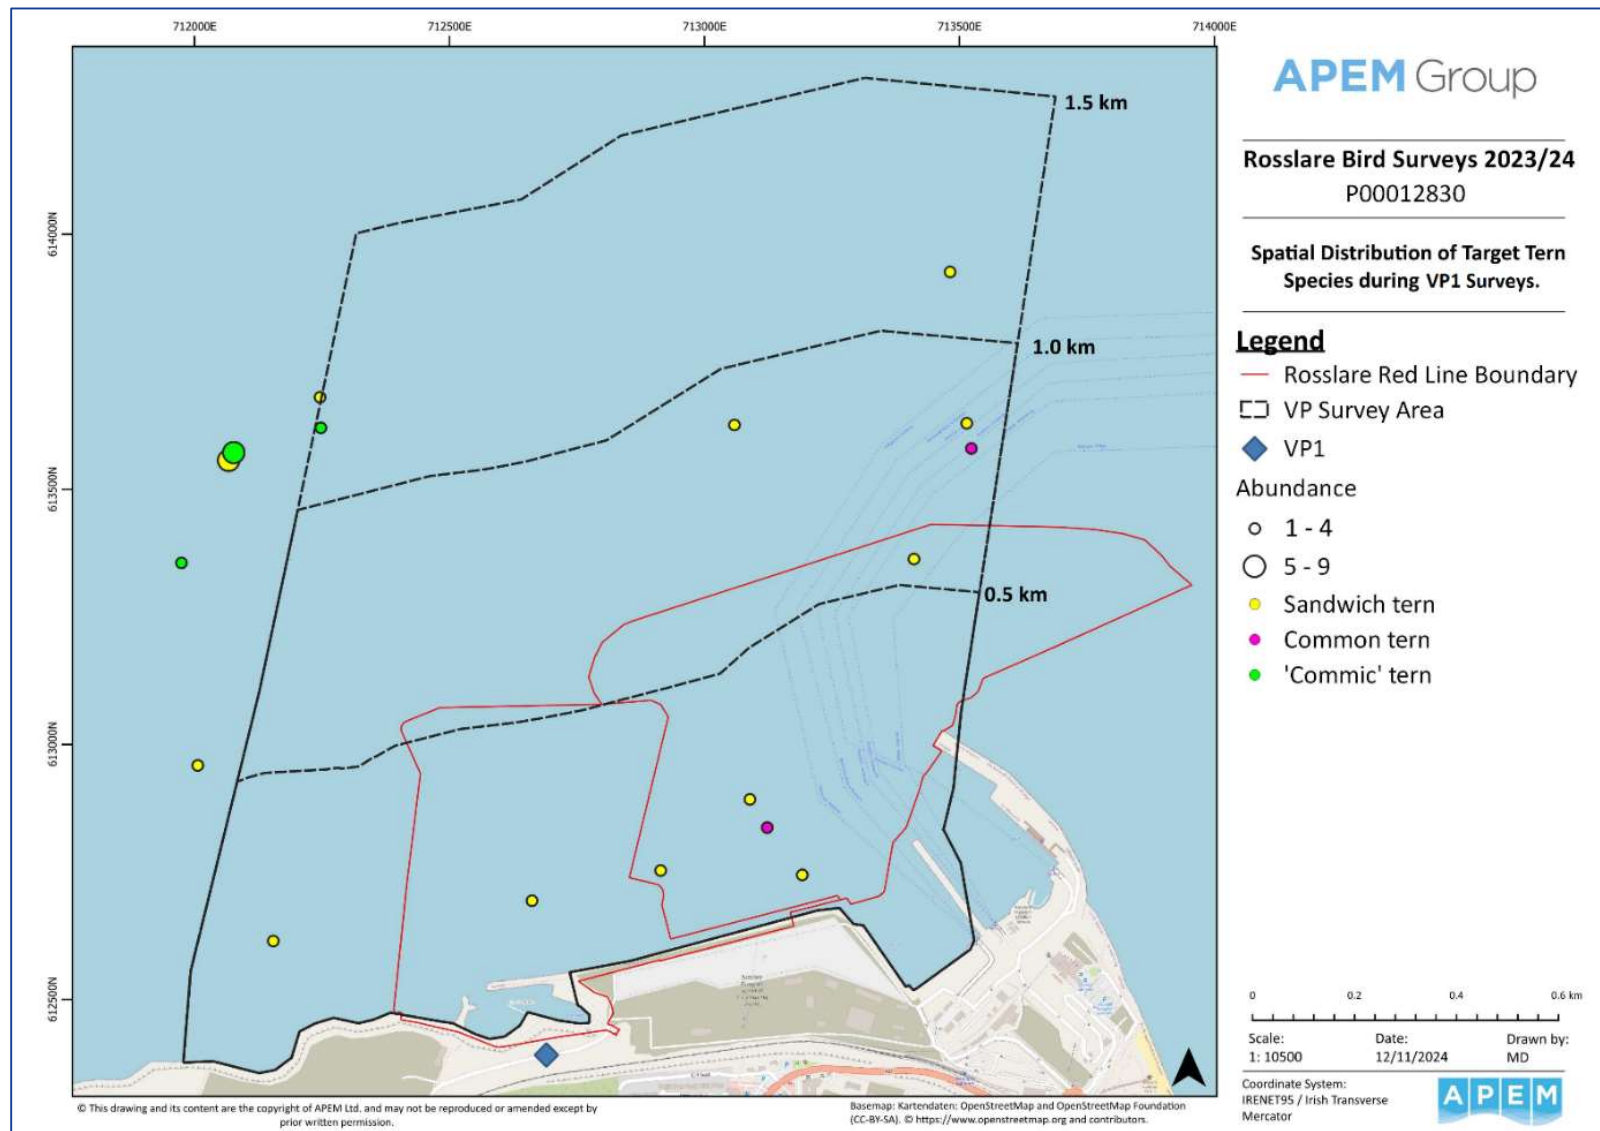 712000E
712500E
713000E
713500E
714000E
6140000N
613500N
613000N
612500N
1.5 km
1.0 km
0.5 km
APEM Group
Rosslare Bird Surveys 2023/24
P00012830
Spatial Distribution of Target Tern
Species during VP1 Surveys.
Legend
Rosslare Red Line Boundary
VP Survey Area
VP1
Abundance
1 - 4
5 - 9
Sandwich tern
Common tern
'Commic' tern
0
0.2
0.4
0.6 km
Scale:
1: 10500
Date:
12/11/2024
Drawn by:
MD
Coordinate System:
IRENET95 / Irish Transverse
Mercator
APEM
© This drawing and its content are the copyright of APEM Ltd. and may not be reproduced or amended except by
prior written permission.
Basemap: Kartendaten: OpenStreetMap and OpenStreetMap Foundation
(CC-BY-SA). © https://www.openstreetmap.org and contributors.